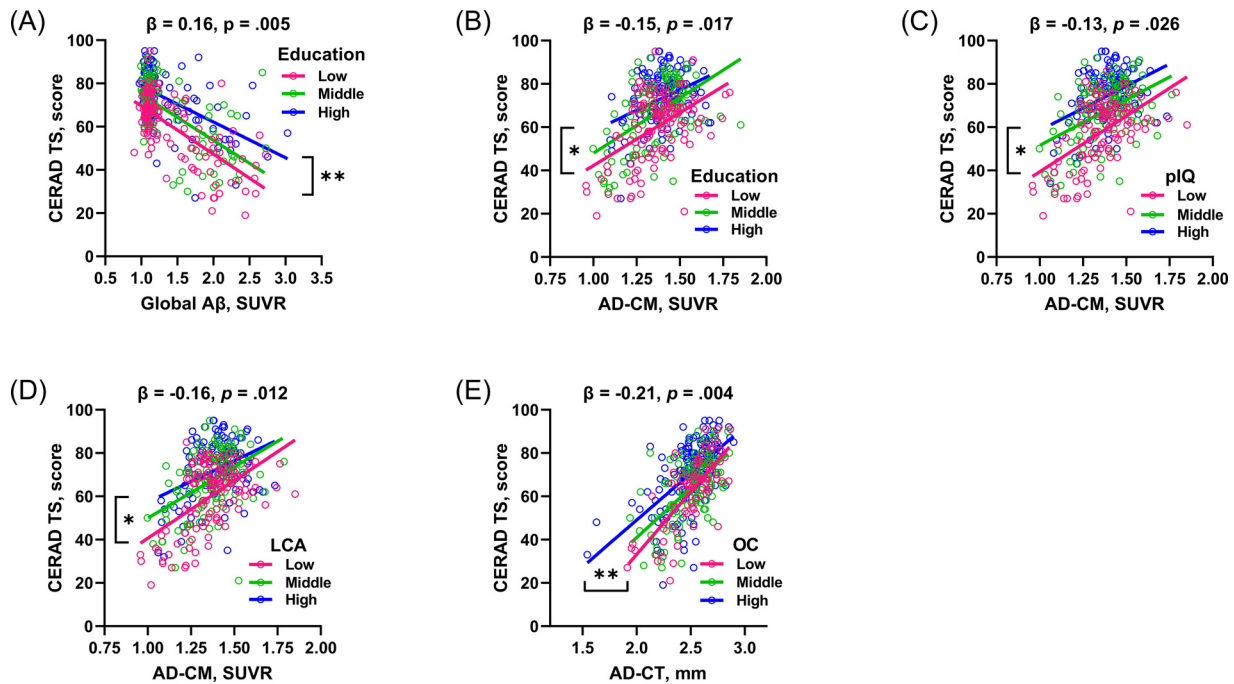 (A)
β = 0.16, p = .005
CERAD TS, score
100
80
60
40
20
0
Education
Low
Middle
High
**
0.5 1.0 1.5 2.0 2.5 3.0 3.5
Global Aβ, SUVR
(B)
β = -0.15, p = .017
CERAD TS, score
100
80
60
40
20
0
*
Education
Low
Middle
High
0.75 1.00 1.25 1.50 1.75 2.00
AD-CM, SUVR
(C)
β = -0.13, p = .026
CERAD TS, score
100
80
60
40
20
0
*
pIQ
Low
Middle
High
0.75 1.00 1.25 1.50 1.75 2.00
AD-CM, SUVR
(D)
β = -0.16, p = .012
CERAD TS, score
100
80
60
40
20
0
*
LCA
Low
Middle
High
0.75 1.00 1.25 1.50 1.75 2.00
AD-CM, SUVR
(E)
β = -0.21, p = .004
CERAD TS, score
100
80
60
40
20
0
**
OC
Low
Middle
High
1.5 2.0 2.5 3.0
AD-CT, mm